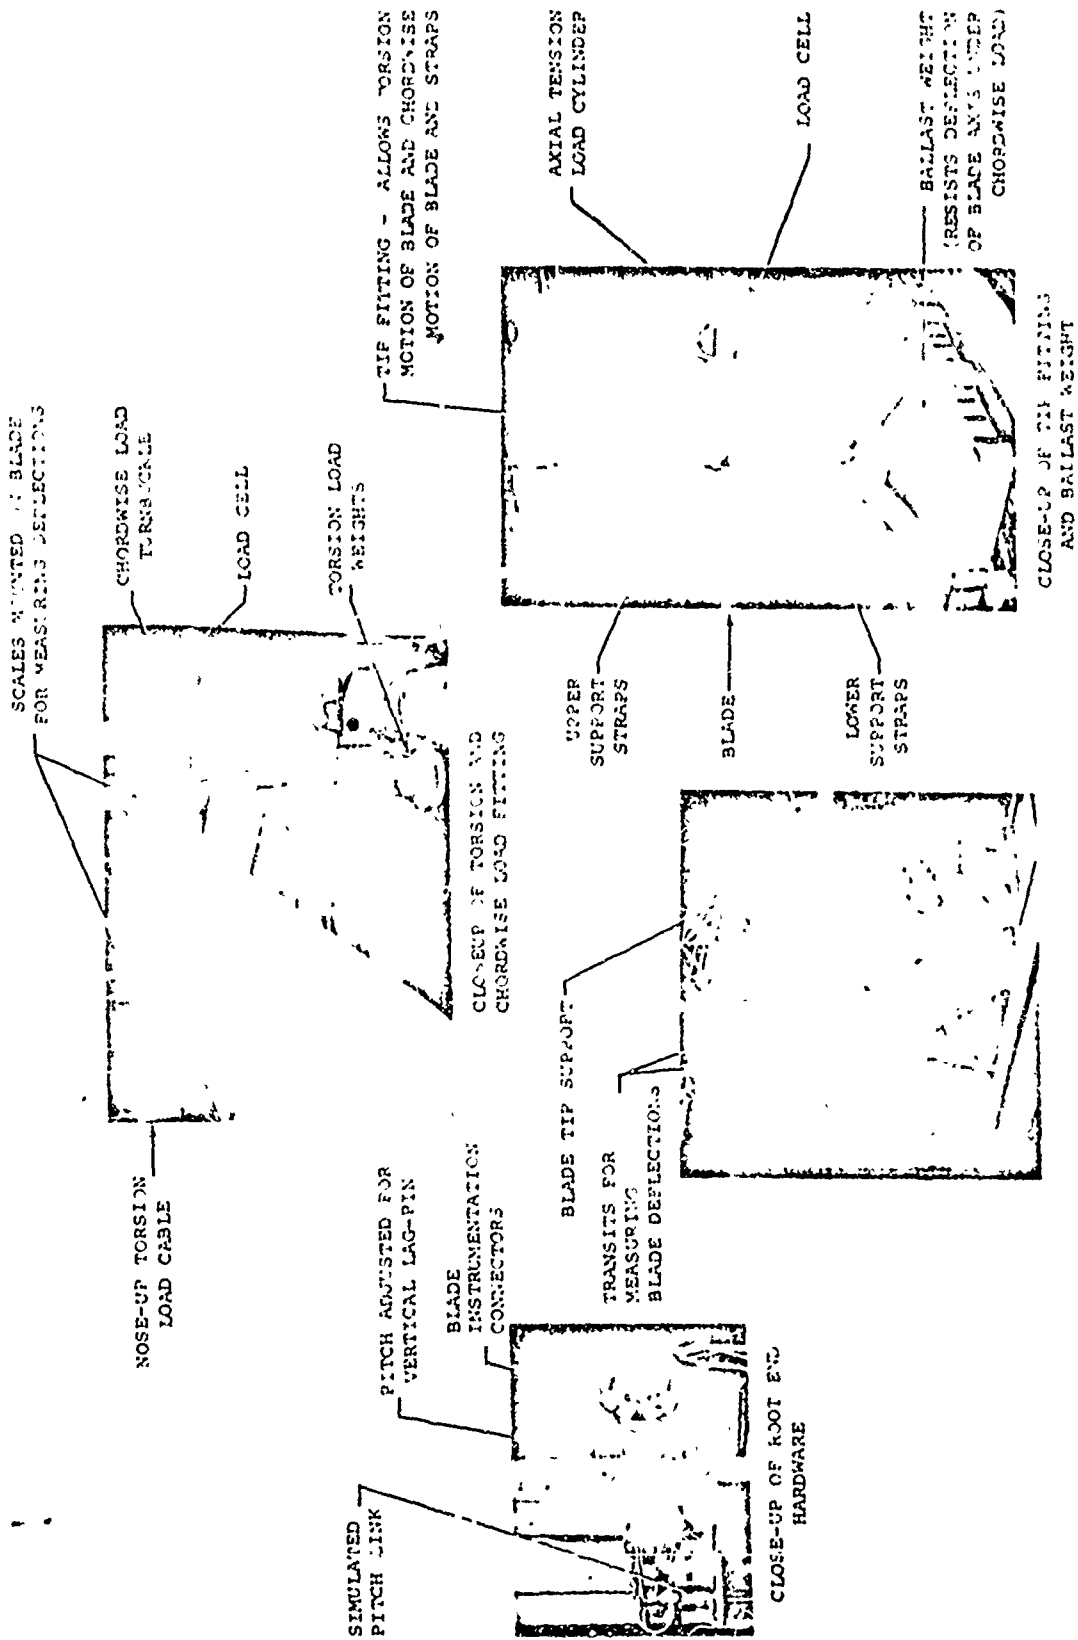 SCALES MOUNTED ON BLADE
FOR MEASURING DEFLECTIONS
CHORDWISE LOAD
TURNBUCKLE
LOAD CELL
TORSION LOAD
WEIGHTS
NOSE-UP TORSION
LOAD CABLE
CLOSEUP OF TORSION AND
CHORDWISE LOAD FITTING
TIP FITTING - ALLOWS TORSION
MOTION OF BLADE AND CHORDWISE
MOTION OF BLADE AND STRAPS
AXIAL TENSION
LOAD CYLINDER
LOAD CELL
BALLAST WEIGHT
(RESISTS DEFLECTION
OF BLADE AXIS UNDER
CHORDWISE LOAD)
UPPER
SUPPORT
STRAPS
BLADE
LOWER
SUPPORT
STRAPS
CLOSE-UP OF TIP FITTING
AND BALLAST WEIGHT
BLADE TIP SUPPORT
TRANSITS FOR
MEASURING
BLADE DEFLECTIONS
PITCH ADJUSTED FOR
VERTICAL LAG-PIN
BLADE
INSTRUMENTATION
CONNECTORS
SIMULATED
PITCH LINK
CLOSE-UP OF ROOT END
HARDWARE